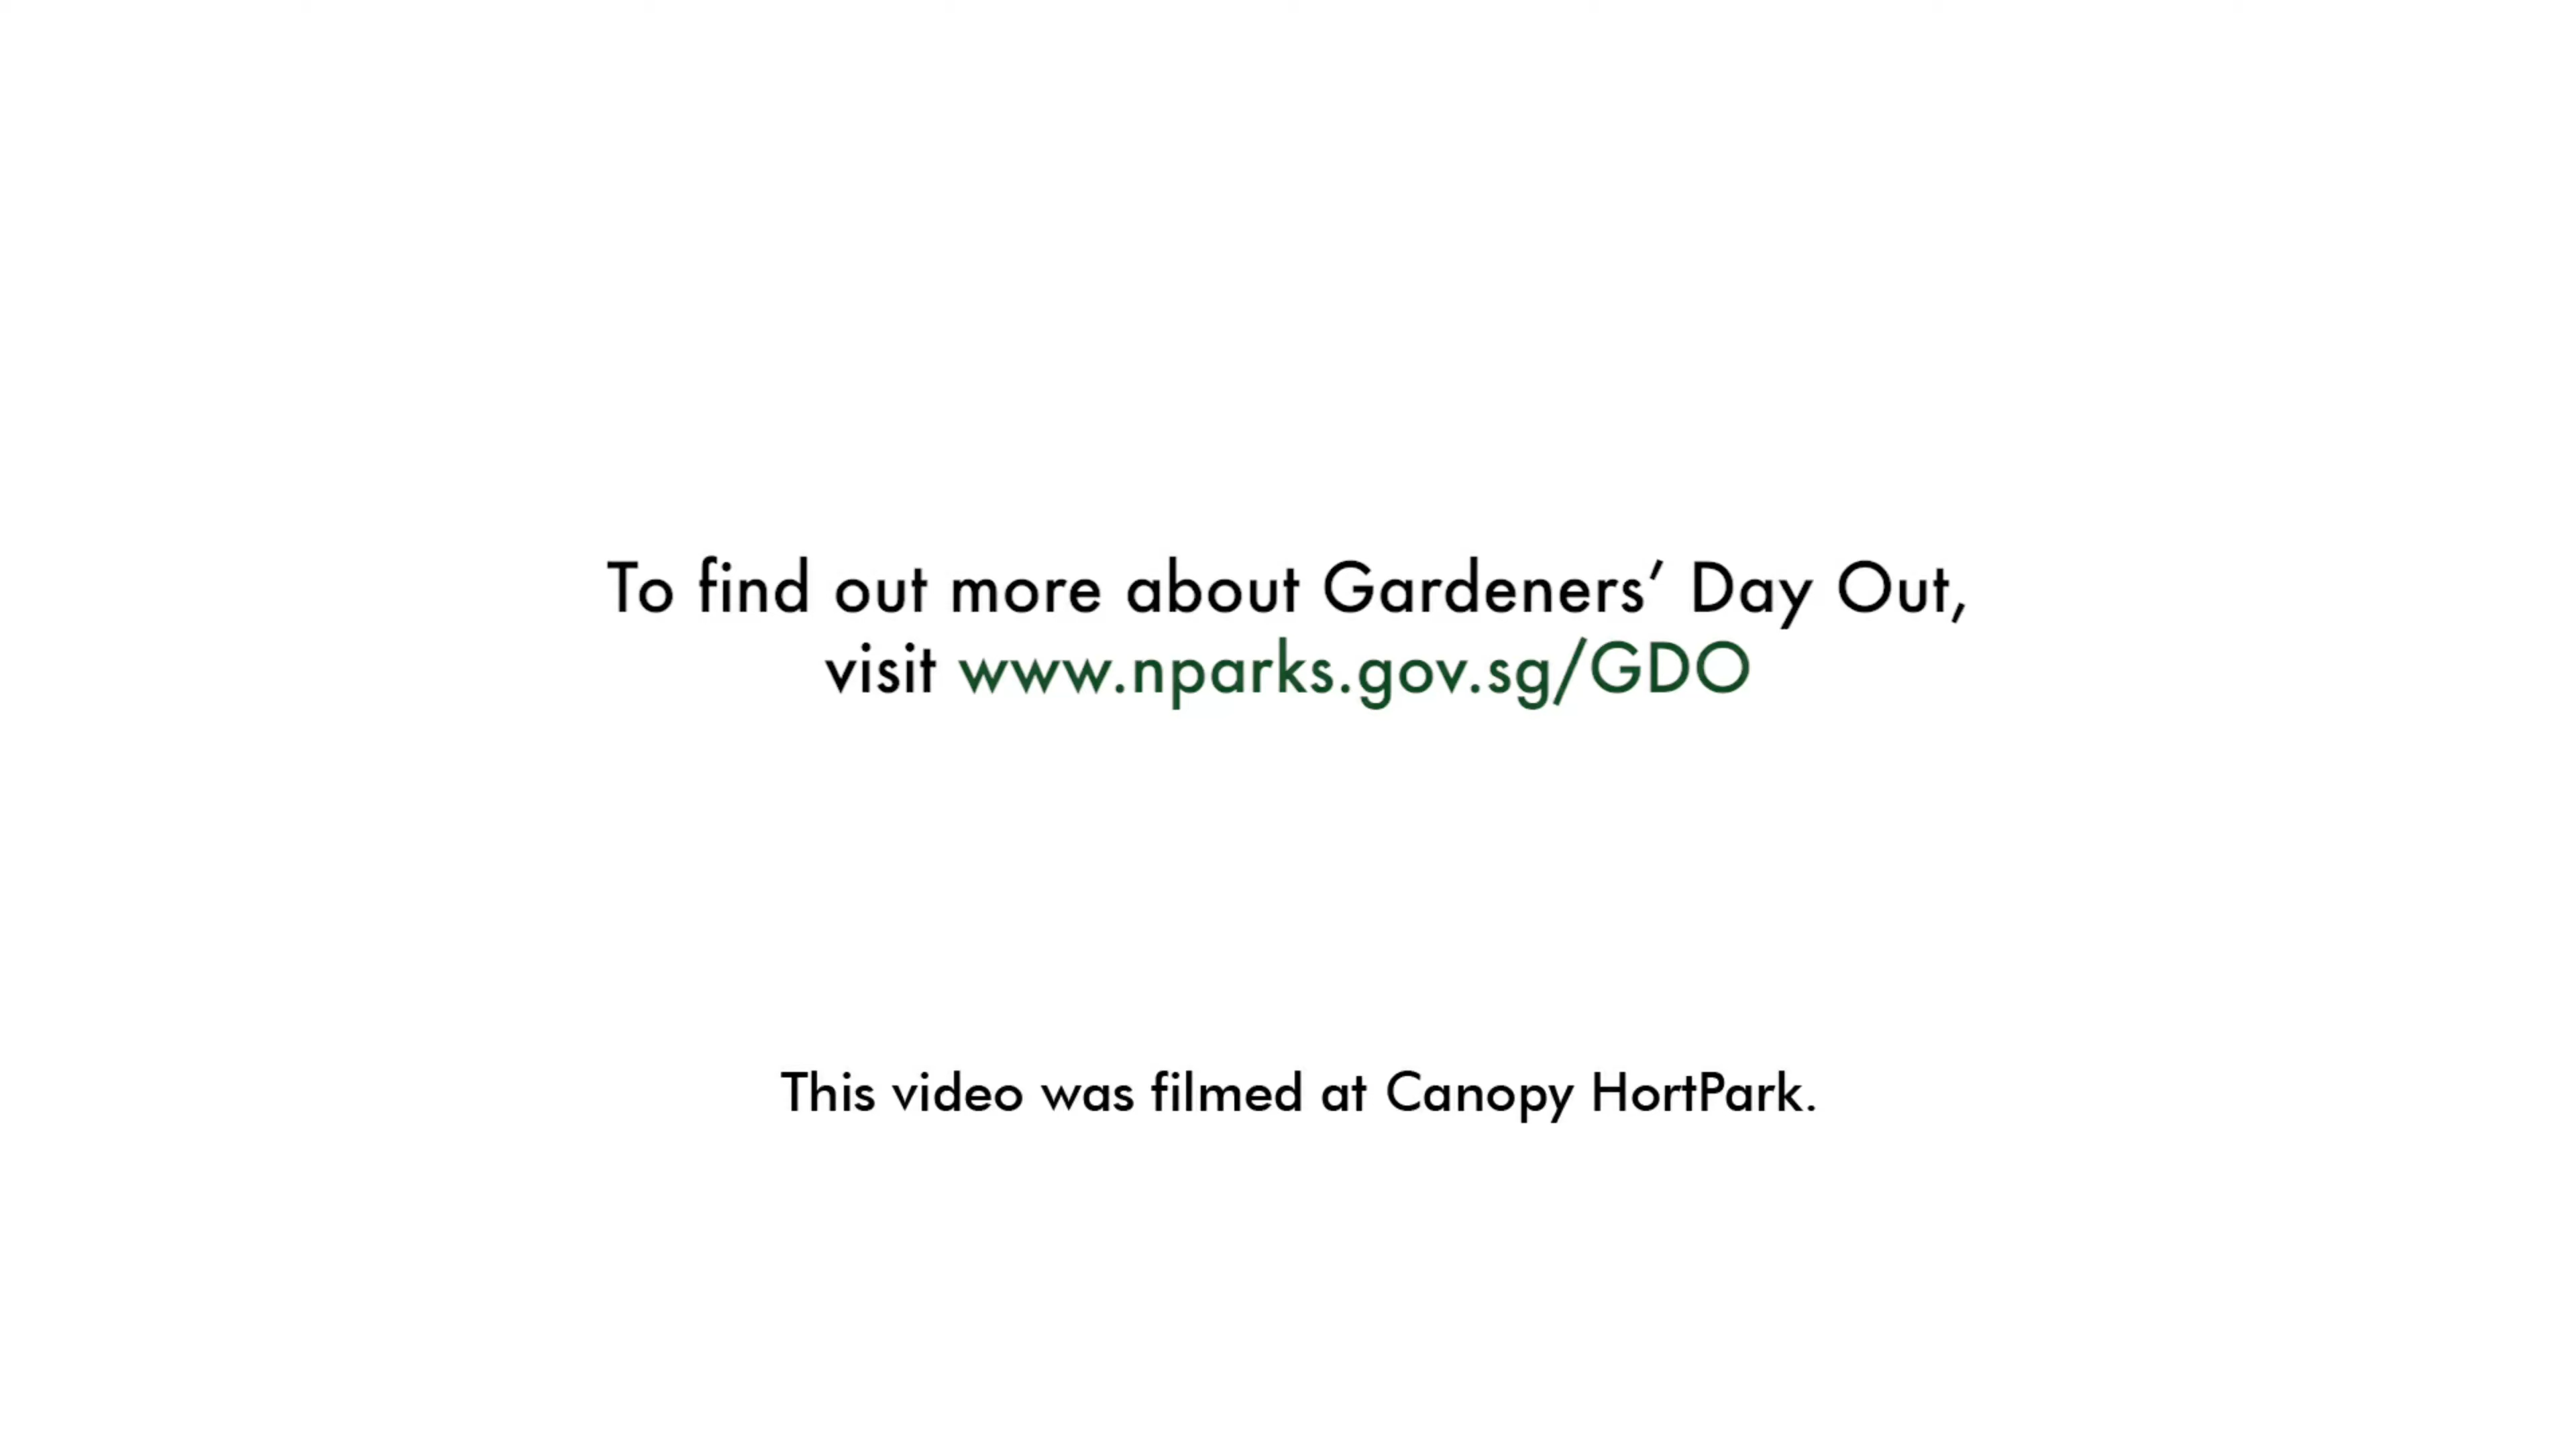 To find out more about Gardeners’ Day Out,
visit www.nparks.gov.sg/GDO
This video was filmed at Canopy HortPark.